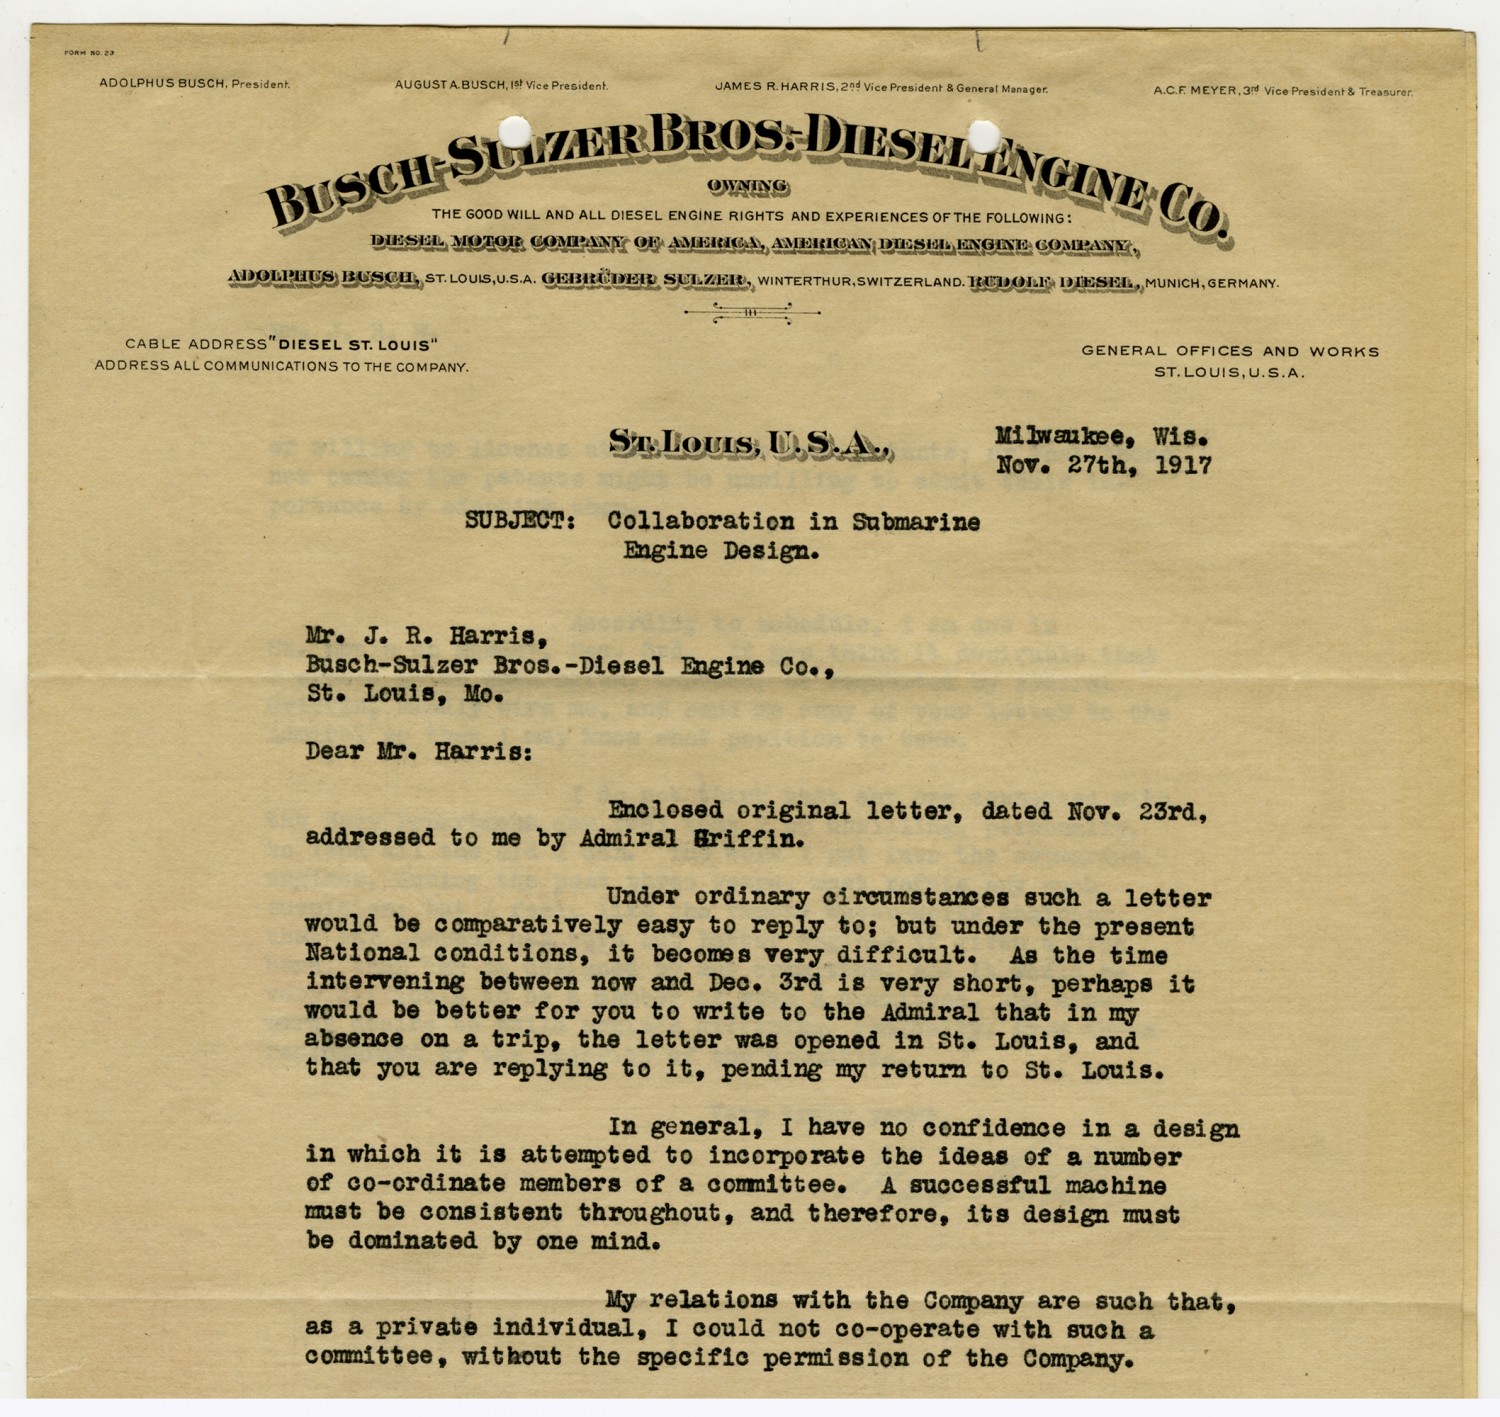 FORM NO. 23
ADOLPHUS BUSCH, President. AUGUST A. BUSCH, 1st Vice President. JAMES R. HARRIS, 2nd Vice President & General Manager. A.C.F. MEYER, 3rd Vice President & Treasurer.
BUSCH-SULZER BROS.-DIESEL ENGINE CO.
OWNING
THE GOOD WILL AND ALL DIESEL ENGINE RIGHTS AND EXPERIENCES OF THE FOLLOWING:
DIESEL MOTOR COMPANY OF AMERICA, AMERICAN DIESEL ENGINE COMPANY,
ADOLPHUS BUSCH, ST. LOUIS, U.S.A. GEBRÜDER SULZER, WINTERTHUR, SWITZERLAND. RUDOLF DIESEL, MUNICH, GERMANY.
CABLE ADDRESS "DIESEL ST. LOUIS"
ADDRESS ALL COMMUNICATIONS TO THE COMPANY.
GENERAL OFFICES AND WORKS
ST. LOUIS, U.S.A.
ST. LOUIS, U.S.A., Milwaukee, Wis.
Nov. 27th, 1917
SUBJECT: Collaboration in Submarine
Engine Design.
Mr. J. R. Harris,
Busch-Sulzer Bros.-Diesel Engine Co.,
St. Louis, Mo.
Dear Mr. Harris:
Enclosed original letter, dated Nov. 23rd,
addressed to me by Admiral Griffin.
Under ordinary circumstances such a letter
would be comparatively easy to reply to; but under the present
National conditions, it becomes very difficult. As the time
intervening between now and Dec. 3rd is very short, perhaps it
would be better for you to write to the Admiral that in my
absence on a trip, the letter was opened in St. Louis, and
that you are replying to it, pending my return to St. Louis.
In general, I have no confidence in a design
in which it is attempted to incorporate the ideas of a number
of co-ordinate members of a committee. A successful machine
must be consistent throughout, and therefore, its design must
be dominated by one mind.
My relations with the Company are such that,
as a private individual, I could not co-operate with such a
committee, without the specific permission of the Company.